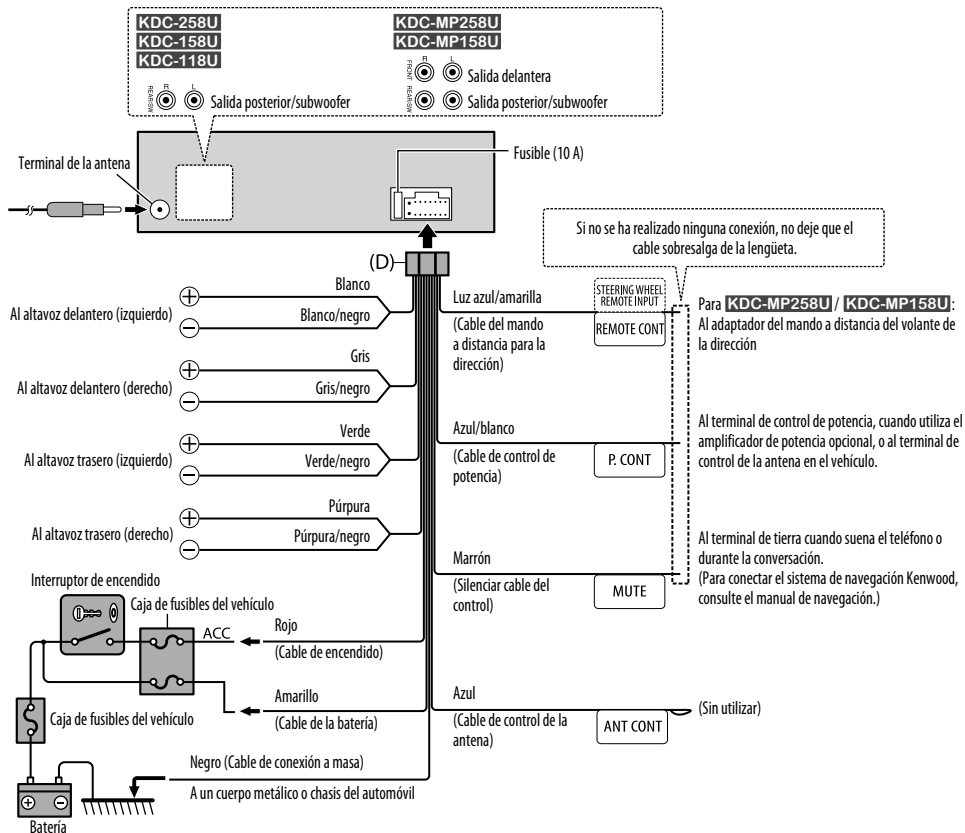 KDC-258U
KDC-158U
KDC-118U
REAR/SW
R
L
Salida posterior/subwoofer
KDC-MP258U
KDC-MP158U
R
L
FRONT
Salida delantera
REAR/SW
Salida posterior/subwoofer
Terminal de la antena
Fusible (10 A)
Si no se ha realizado ninguna conexión, no deje que el
cable sobresalga de la lengüeta.
(D)
Al altavoz delantero (izquierdo)
Blanco
Blanco/negro
Al altavoz delantero (derecho)
Gris
Gris/negro
Al altavoz trasero (izquierdo)
Verde
Verde/negro
Al altavoz trasero (derecho)
Púrpura
Púrpura/negro
Luz azul/amarilla
(Cable del mando
a distancia para la
dirección)
STEERING WHEEL
REMOTE INPUT
REMOTE CONT
Para KDC-MP258U / KDC-MP158U:
Al adaptador del mando a distancia del volante de
la dirección
Azul/blanco
(Cable de control de
potencia)
P. CONT
Al terminal de control de potencia, cuando utiliza el
amplificador de potencia opcional, o al terminal de
control de la antena en el vehículo.
Marrón
(Silenciar cable del
control)
MUTE
Al terminal de tierra cuando suena el teléfono o
durante la conversación.
(Para conectar el sistema de navegación Kenwood,
consulte el manual de navegación.)
Interruptor de encendido
Caja de fusibles del vehículo
ACC
Rojo
(Cable de encendido)
Amarillo
(Cable de la batería)
Caja de fusibles del vehículo
Azul
(Cable de control de la
antena)
ANT CONT
(Sin utilizar)
Negro (Cable de conexión a masa)
A un cuerpo metálico o chasis del automóvil
Batería